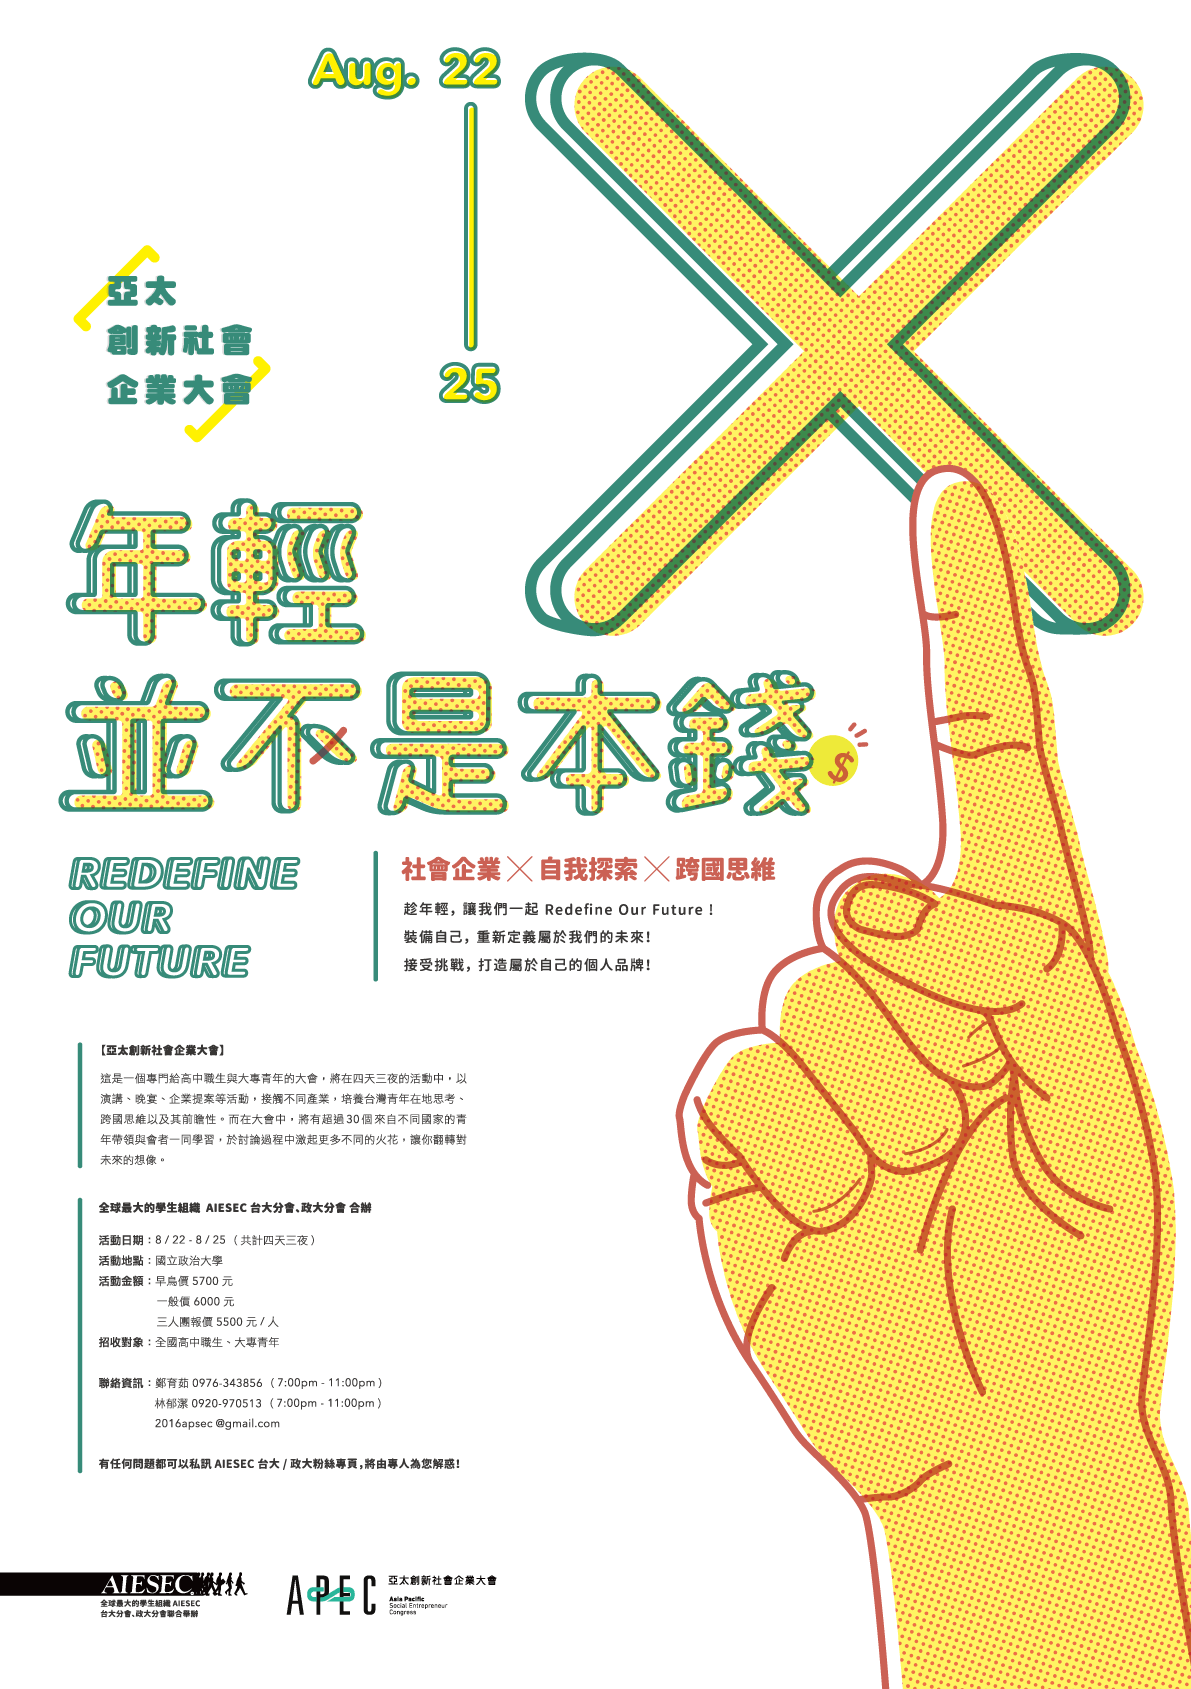 Aug. 22
25
亞太
創新社會
企業大會
年輕
並不是本錢
$
REDEFINE
OUR
FUTURE
社會企業╳自我探索╳跨國思維
趁年輕，讓我們一起 Redefine Our Future !
裝備自己，重新定義屬於我們的未來!
接受挑戰，打造屬於自己的個人品牌!
【亞太創新社會企業大會】
這是一個專門給高中職生與大專青年的大會，將在四天三夜的活動中，以
演講、晚宴、企業提案等活動，接觸不同產業，培養台灣青年在地思考、
跨國思維以及其前瞻性。而在大會中，將有超過30個來自不同國家的青
年帶領與會者一同學習，於討論過程中激起更多不同的火花，讓你翻轉對
未來的想像。
全球最大的學生組織 AIESEC 台大分會、政大分會 合辦
活動日期：8 / 22 - 8 / 25（共計四天三夜）
活動地點：國立政治大學
活動金額：早鳥價 5700 元
一般價 6000 元
三人團報價 5500 元 / 人
招收對象：全國高中職生、大專青年
聯絡資訊：鄭育茹 0976-343856（7:00pm - 11:00pm）
林郁潔 0920-970513（7:00pm - 11:00pm）
2016apsec @gmail.com
有任何問題都可以私訊 AIESEC 台大 / 政大粉絲專頁，將由專人為您解惑!
AIESEC
全球最大的學生組織 AIESEC
台大分會、政大分會聯合舉辦
APEC
亞太創新社會企業大會
Asia Pacific
Social Entrepreneur
Congress